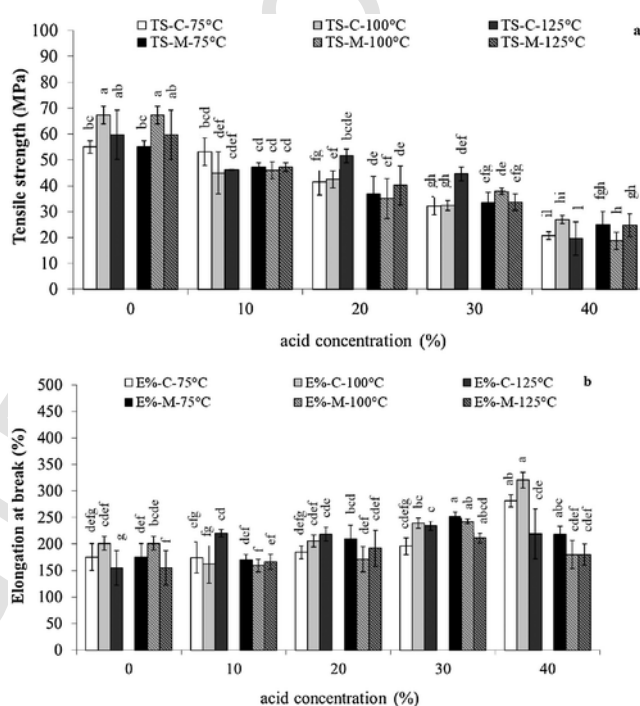 TS-C-75°C TS-C-100°C TS-C-125°C a
TS-M-75°C TS-M-100°C TS-M-125°C
Tensile strength (MPa)
100
90
80
70
60
50
40
30
20
10
0
bc a ab bc a ab
bcd def cdef cd cd cd
fg ef bcde de ef de
gh gh def efg de efg
il hi l fgh h gh
0 10 20 30 40
acid concentration (%)
E%-C-75°C E%-C-100°C E%-C-125°C b
E%-M-75°C E%-M-100°C E%-M-125°C
Elongation at break (%)
500
450
400
350
300
250
200
150
100
50
0
defg cdef g def bcde f
efg fg cd def f ef
defg cdef cde bcd def cdef
cdefg bc c a ab abcd
ab a cde abc cdef cdef
0 10 20 30 40
acid concentration (%)